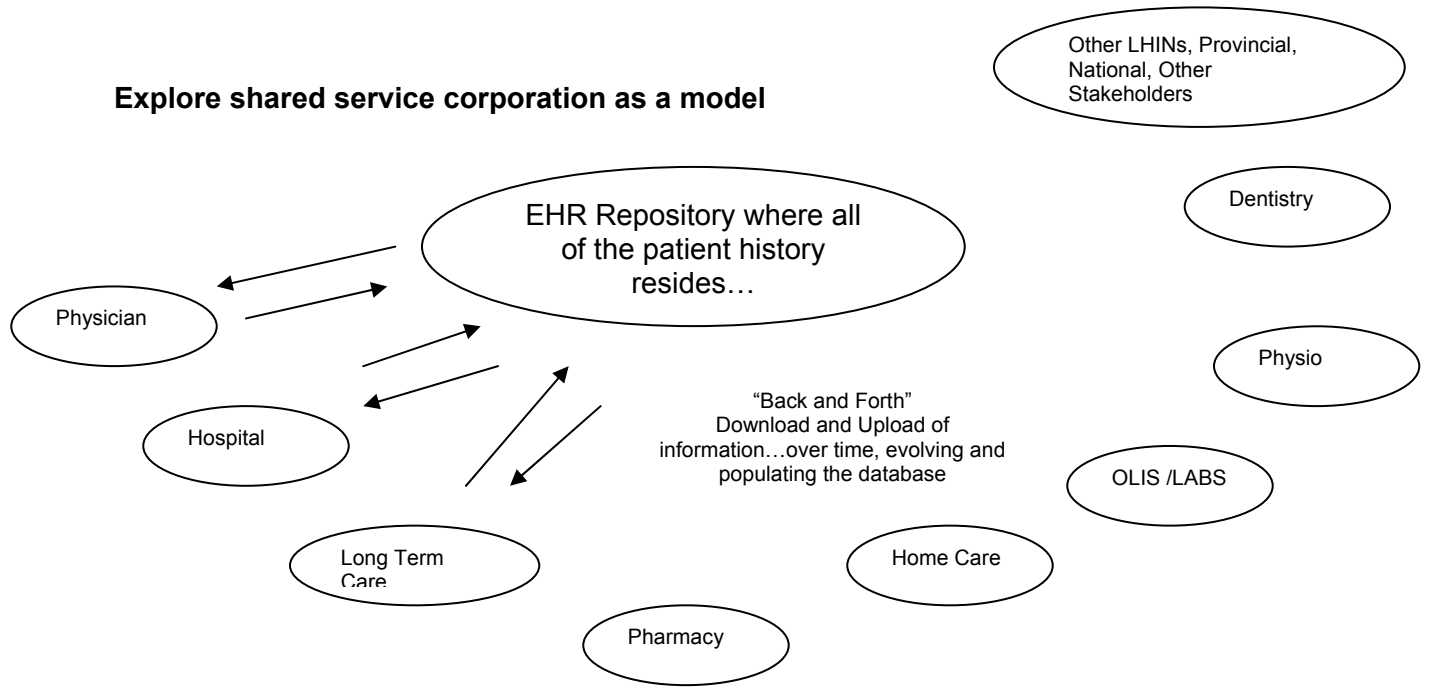 Other LHINs, Provincial,
National, Other
Stakeholders
Explore shared service corporation as a model
Dentistry
EHR Repository where all
of the patient history
resides…
Physician
Physio
“Back and Forth”
Download and Upload of
information…over time, evolving and
populating the database
Hospital
OLIS /LABS
Long Term
Care
Home Care
Pharmacy